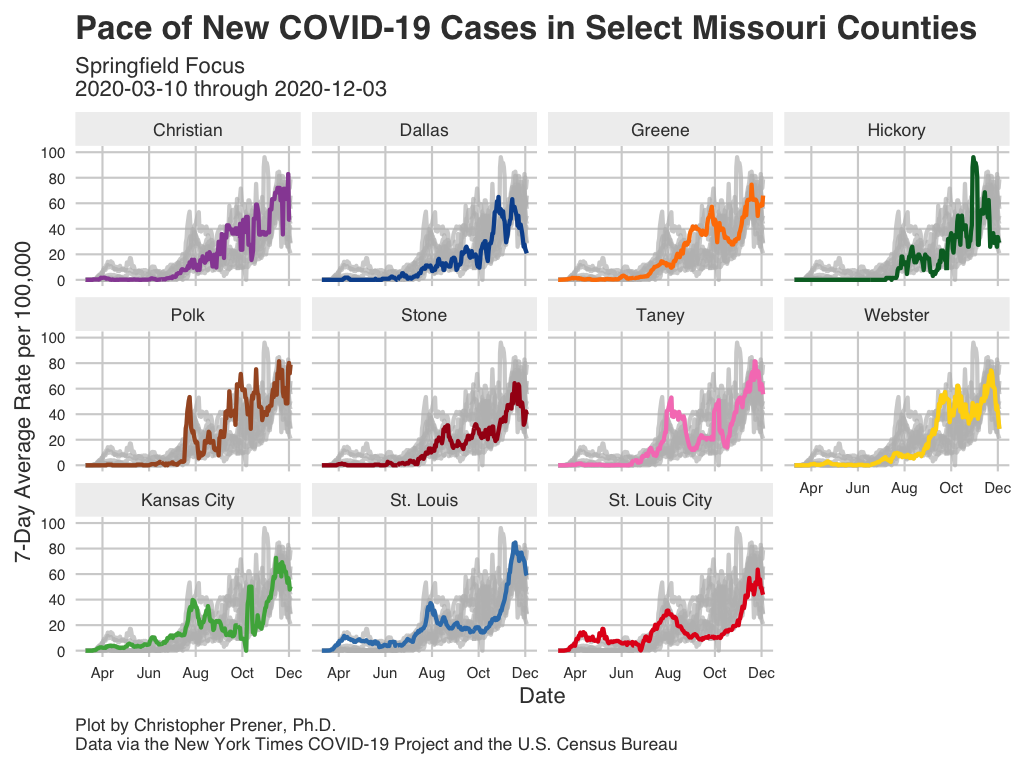 Pace of New COVID-19 Cases in Select Missouri Counties
Springfield Focus
2020-03-10 through 2020-12-03
Christian Dallas Greene Hickory
100
80
60
40
20
0
Polk Stone Taney Webster
100
80
60
40
20
0
Apr Jun Aug Oct Dec
Kansas City St. Louis St. Louis City
100
80
60
40
20
0
Apr Jun Aug Oct Dec Apr Jun Aug Oct Dec Apr Jun Aug Oct Dec
7-Day Average Rate per 100,000
Date
Plot by Christopher Prener, Ph.D.
Data via the New York Times COVID-19 Project and the U.S. Census Bureau